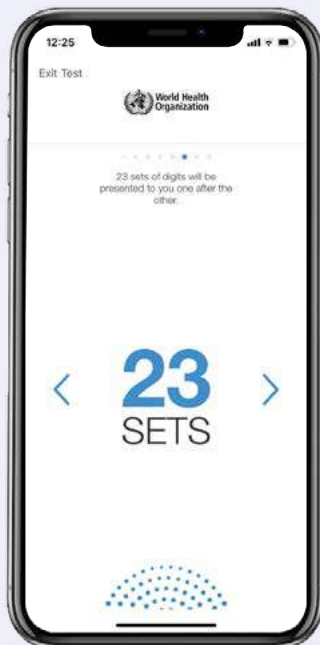 12:25
Exit Test
World Health
Organization
23 sets of digits will be
presented to you one after the
other.
23
SETS